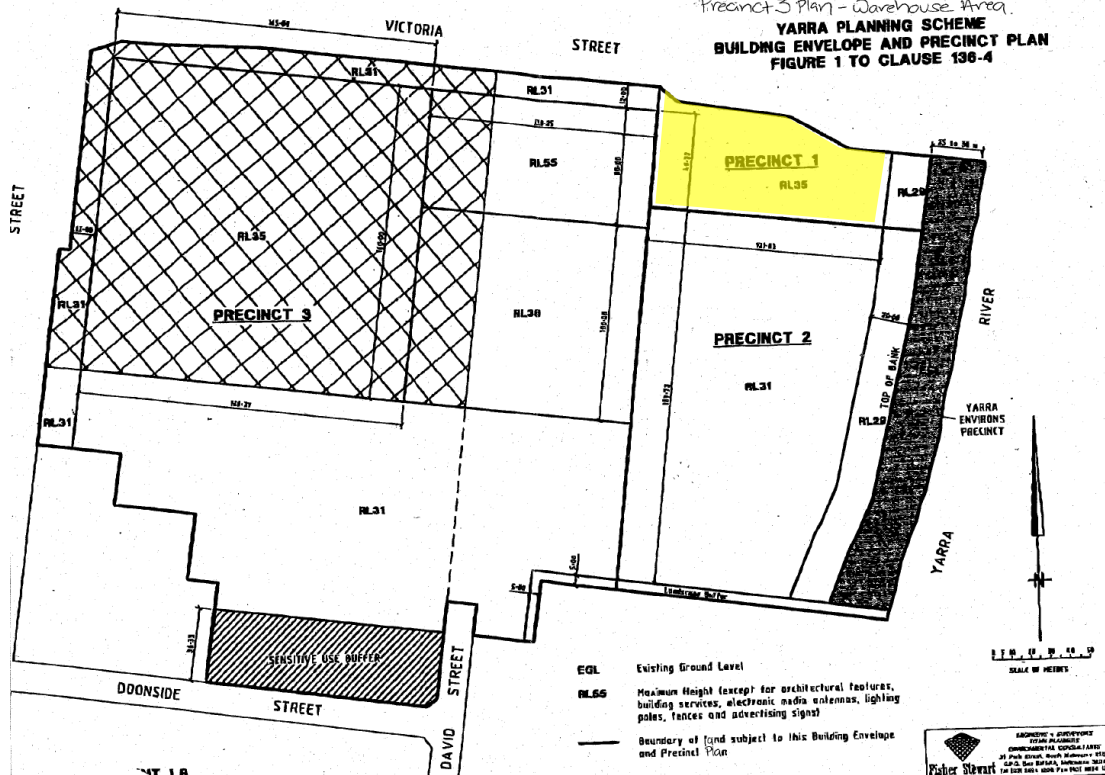 Precinct 3 Plan - Warehouse Area.
YARRA PLANNING SCHEME
BUILDING ENVELOPE AND PRECINCT PLAN
FIGURE 1 TO CLAUSE 136-4
VICTORIA
STREET
RL31
RL31
RL55
PRECINCT 1
RL35
RL29
STREET
RL35
RL31
PRECINCT 3
RL38
PRECINCT 2
RL31
RIVER
TOP OF BANK
RL29
YARRA
ENVIRONS
PRECINCT
RL31
RL31
YARRA
N
Landscape Buffer
SENSITIVE USE BUFFER
DOONSIDE
STREET
DAVID
STREET
EGL Existing Ground Level
RL55 Maximum Height (except for architectural features,
building services, electronic media antennas, lighting
poles, fences and advertising signs)
Boundary of land subject to this Building Envelope
and Precinct Plan
SCALE OF METRES
Fisher Stewart